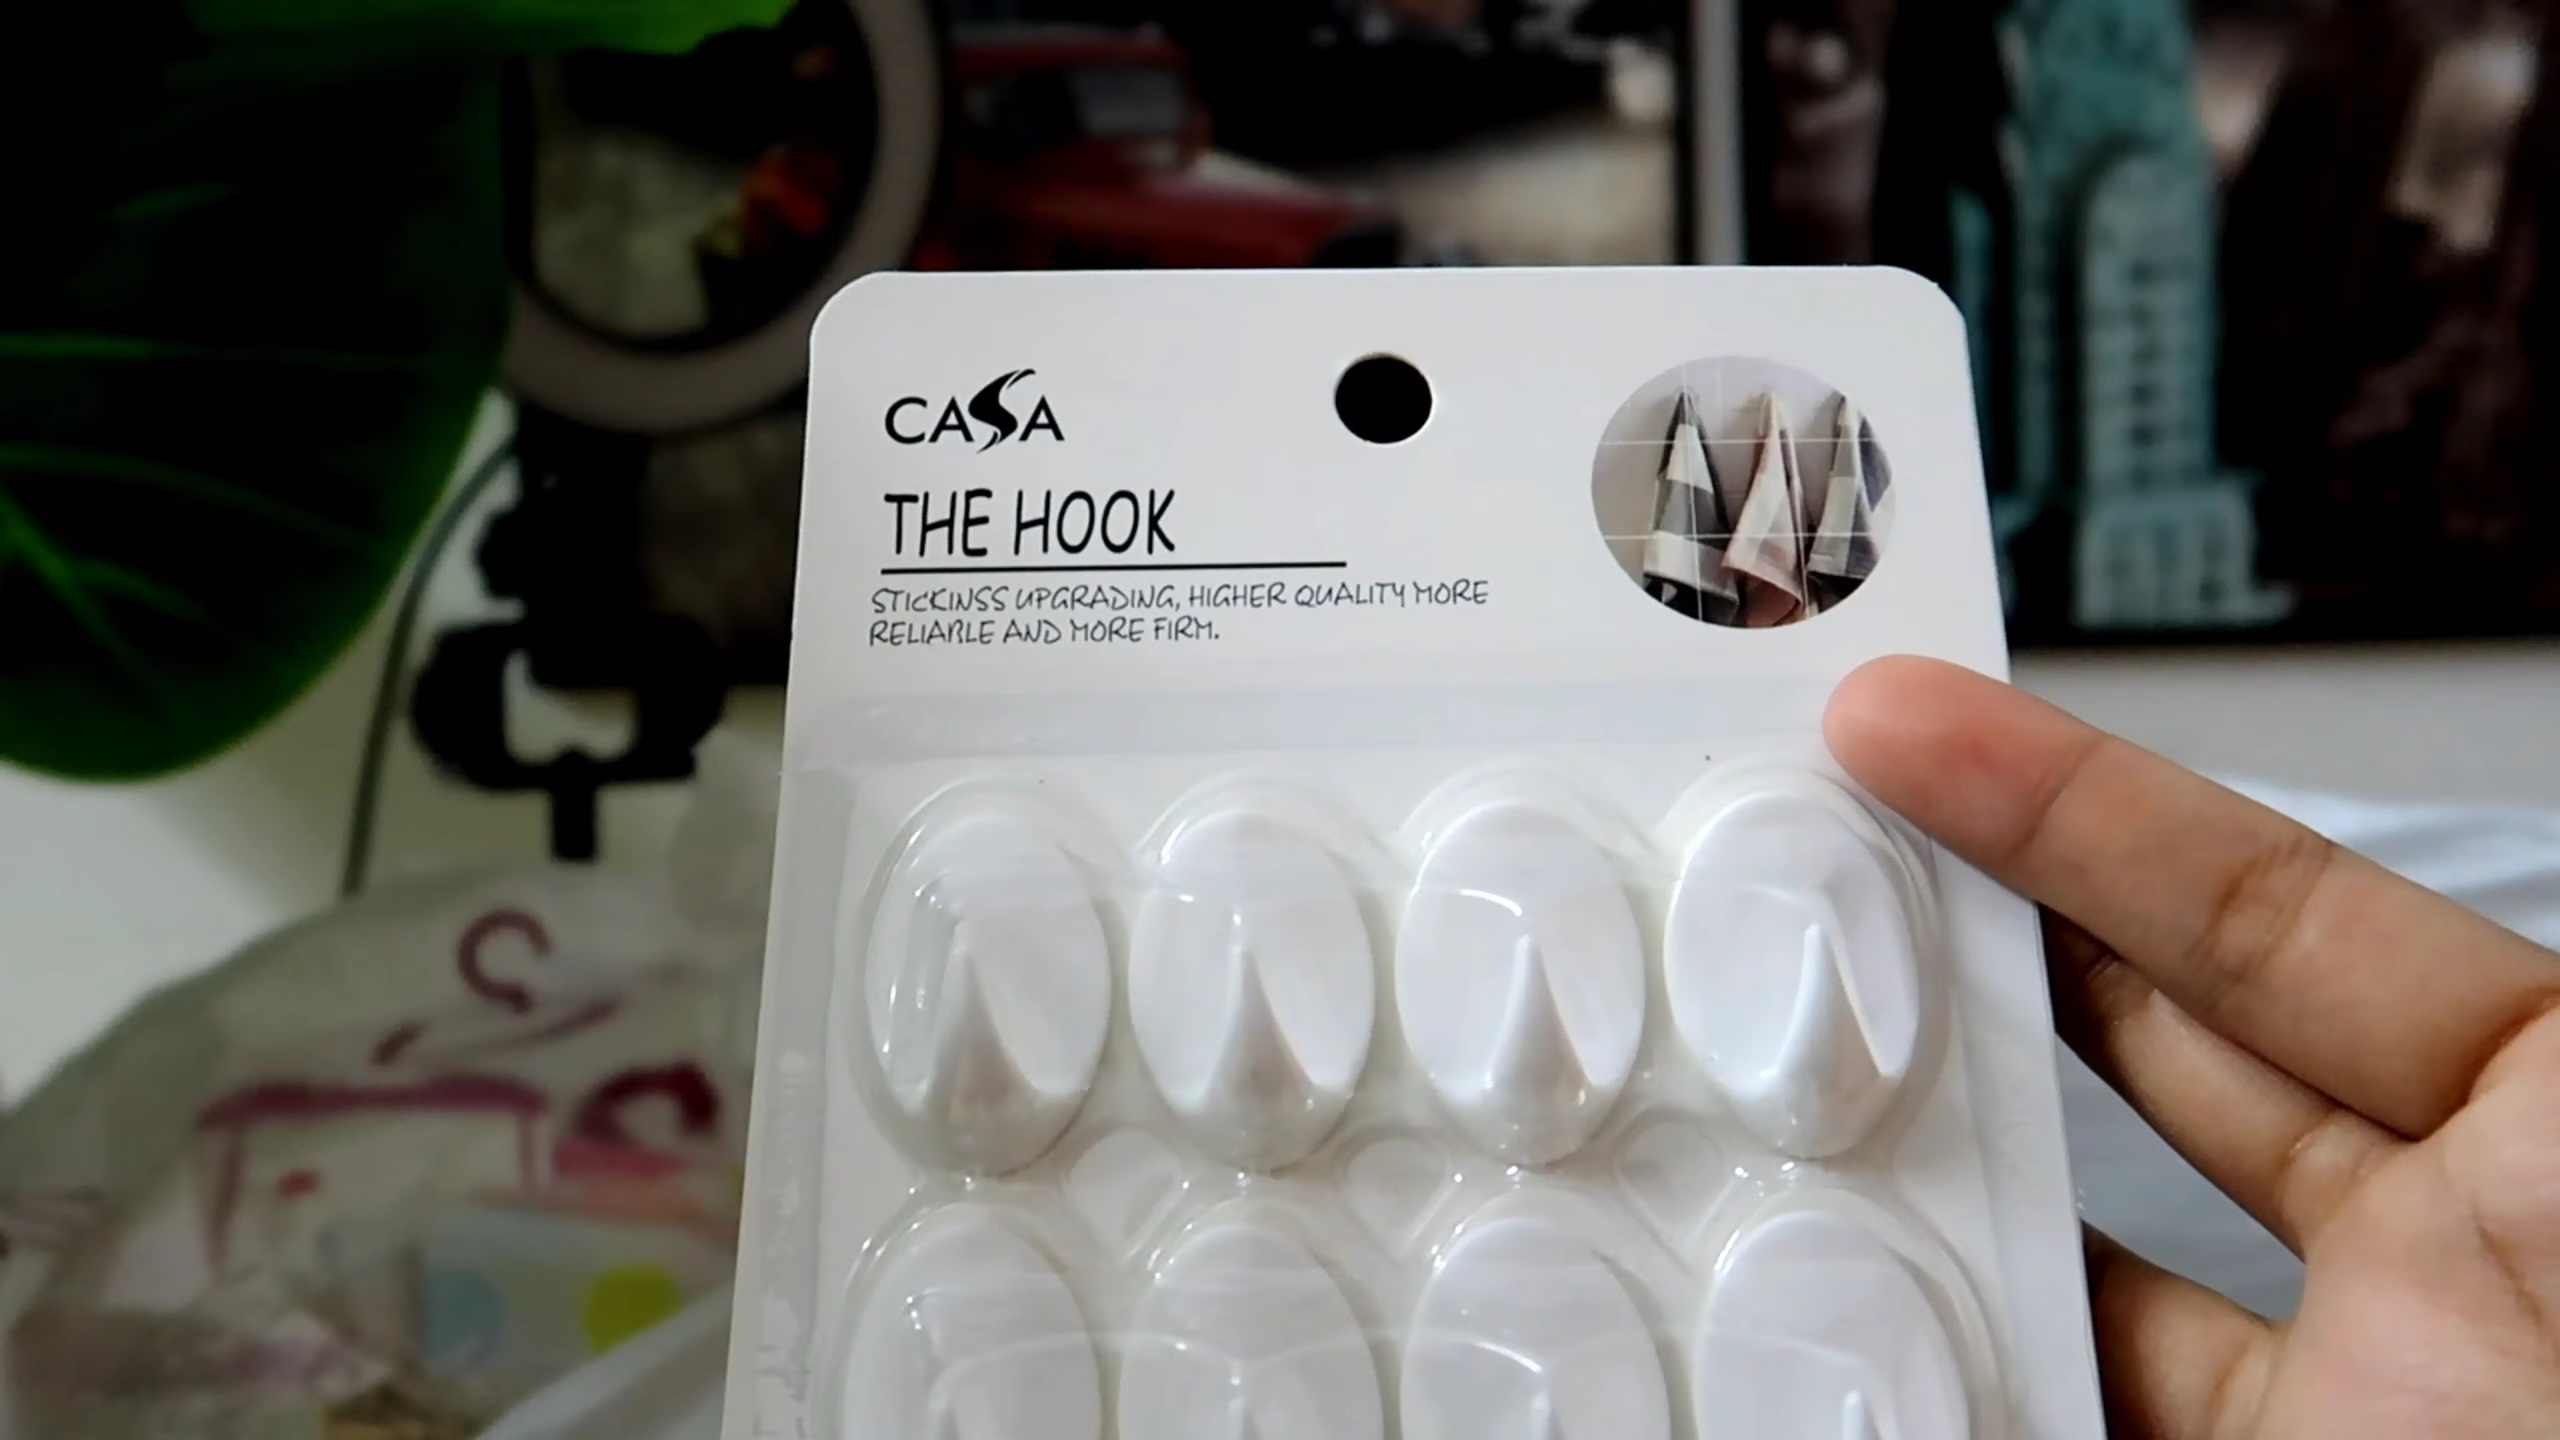 CASA
THE HOOK
STICKINSS UPGRADING, HIGHER QUALITY MORE
RELIABLE AND MORE FIRM.